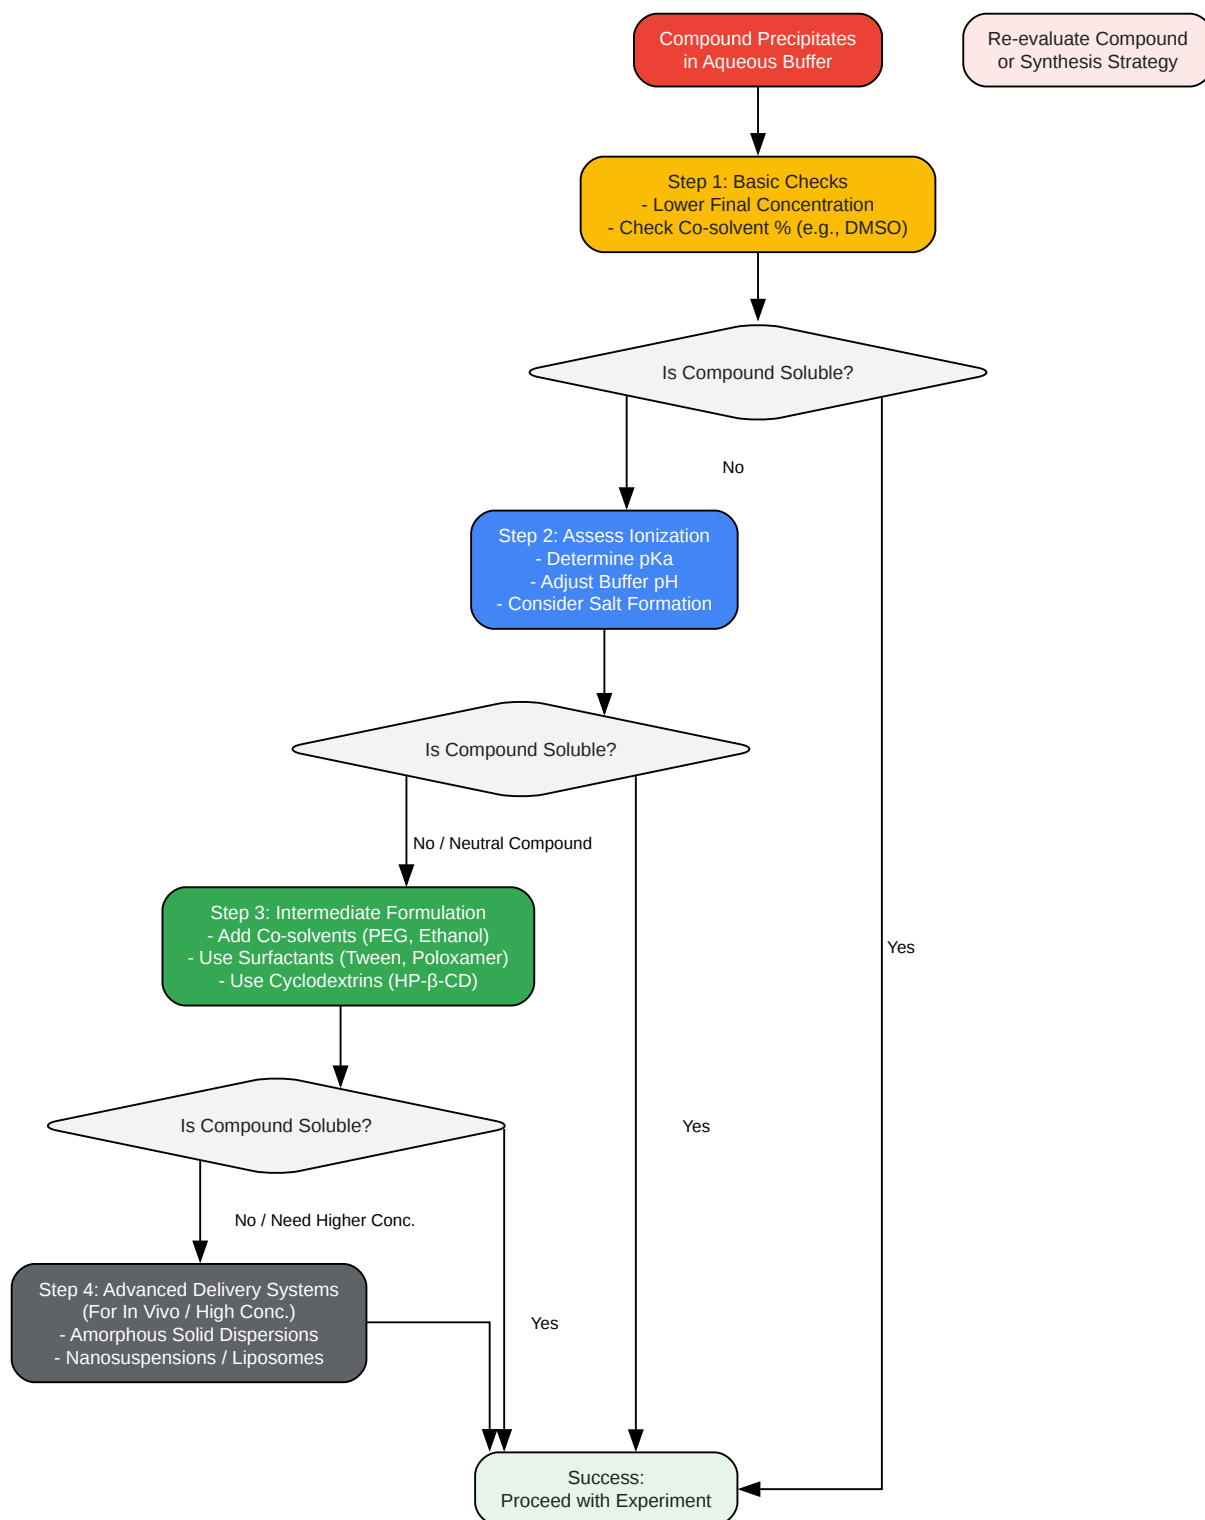 Compound Precipitates
in Aqueous Buffer
Re-evaluate Compound
or Synthesis Strategy
Step 1: Basic Checks
- Lower Final Concentration
- Check Co-solvent % (e.g., DMSO)
Is Compound Soluble?
No
Step 2: Assess Ionization
- Determine pKa
- Adjust Buffer pH
- Consider Salt Formation
Is Compound Soluble?
No / Neutral Compound
Step 3: Intermediate Formulation
- Add Co-solvents (PEG, Ethanol)
- Use Surfactants (Tween, Poloxamer)
- Use Cyclodextrins (HP-β-CD)
Yes
Is Compound Soluble?
Yes
No / Need Higher Conc.
Step 4: Advanced Delivery Systems
(For In Vivo / High Conc.)
- Amorphous Solid Dispersions
- Nanosuspensions / Liposomes
Yes
Success:
Proceed with Experiment